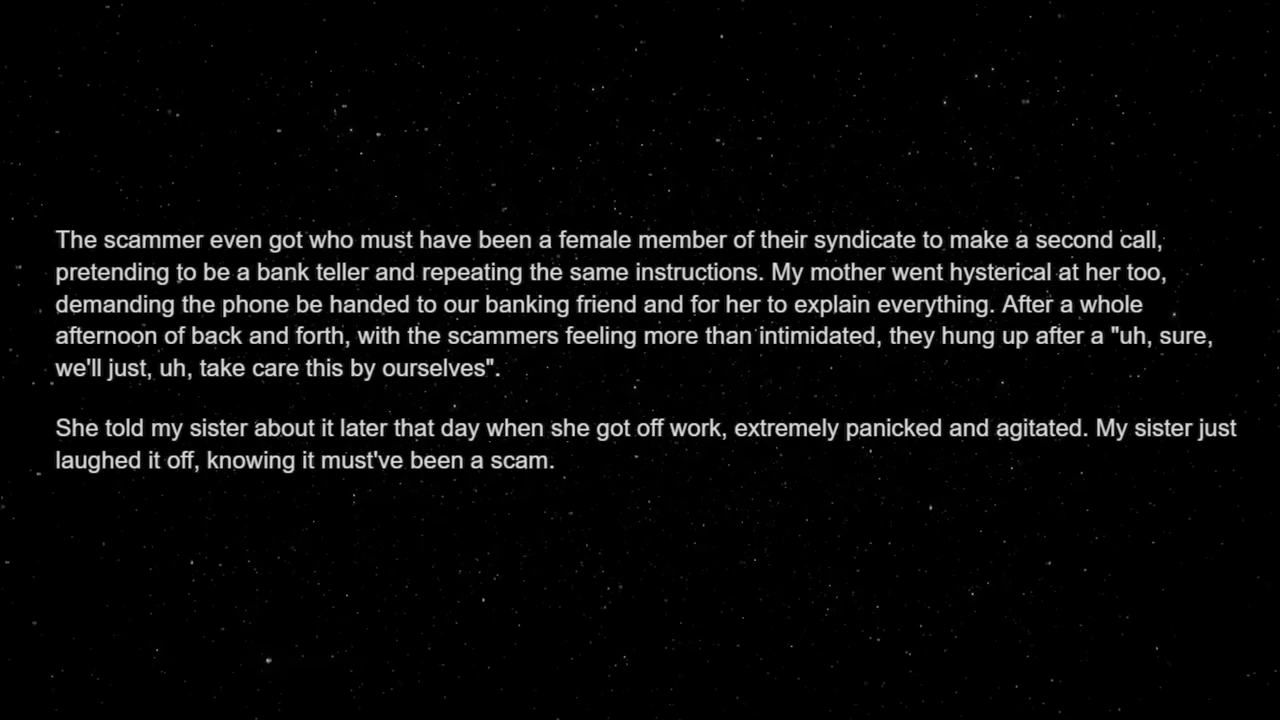 The scammer even got who must have been a female member of their syndicate to make a second call,
pretending to be a bank teller and repeating the same instructions. My mother went hysterical at her too,
demanding the phone be handed to our banking friend and for her to explain everything. After a whole
afternoon of back and forth, with the scammers feeling more than intimidated, they hung up after a "uh, sure,
we'll just, uh, take care this by ourselves".
She told my sister about it later that day when she got off work, extremely panicked and agitated. My sister just
laughed it off, knowing it must've been a scam.